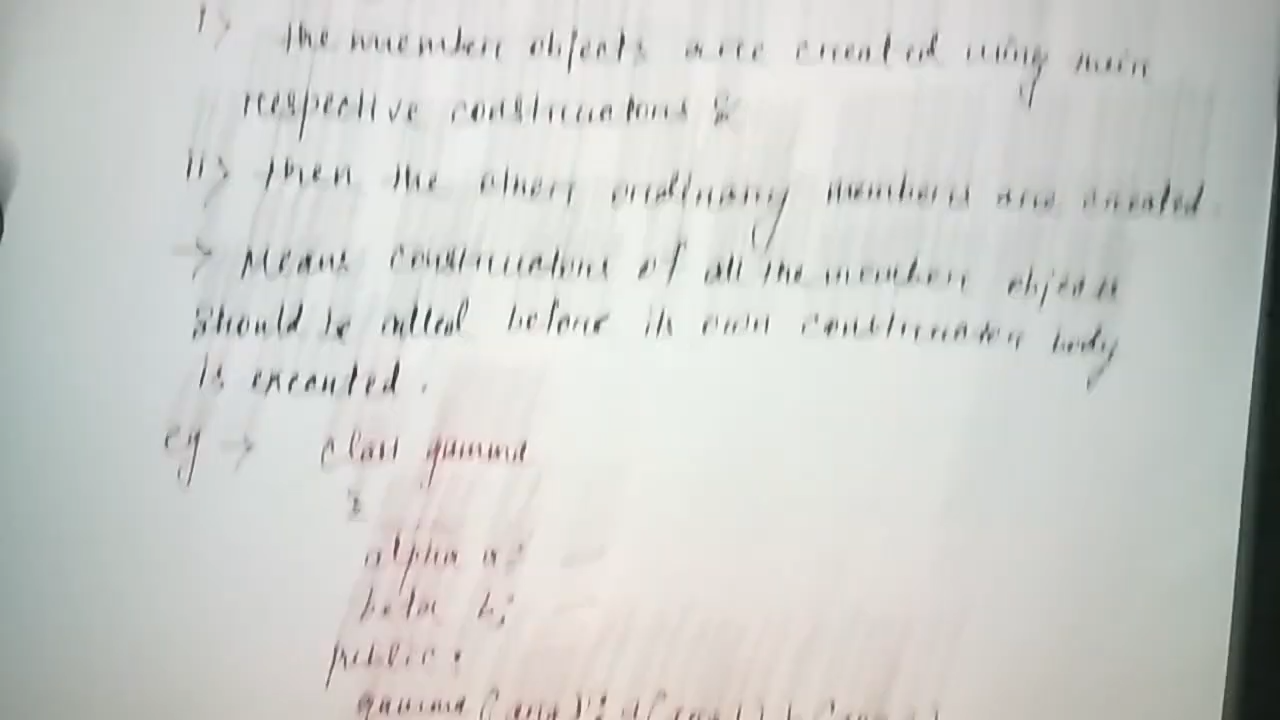 i> The member objects are created using their
respective constructors &
ii> Then the other ordinary members are created.
→ Means constructors of all the member objects
should be called before its own constructor body
is executed.
eg → class gamma
{
alpha a;
beta b;
public:
gamma (